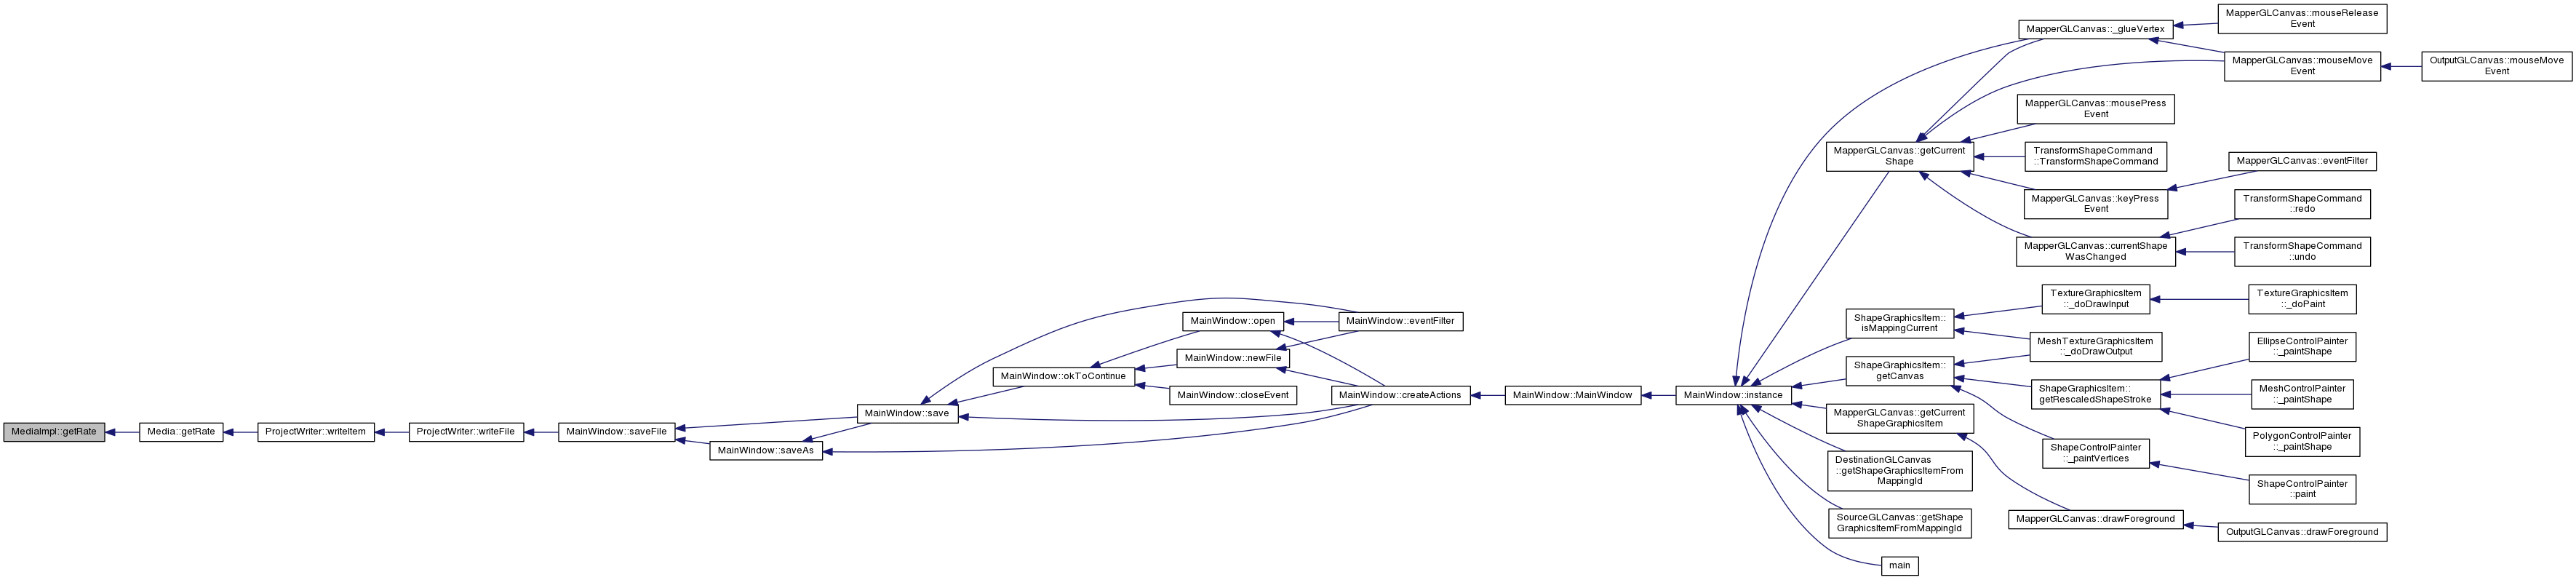 MediaImpl::getRate
Media::getRate
ProjectWriter::writeItem
ProjectWriter::writeFile
MainWindow::saveFile
MainWindow::save
MainWindow::saveAs
MainWindow::okToContinue
MainWindow::open
MainWindow::newFile
MainWindow::closeEvent
MainWindow::eventFilter
MainWindow::createActions
MainWindow::MainWindow
MainWindow::instance
MapperGLCanvas::_glueVertex
MapperGLCanvas::mouseRelease
Event
MapperGLCanvas::mouseMove
Event
OutputGLCanvas::mouseMove
Event
MapperGLCanvas::getCurrent
Shape
MapperGLCanvas::mousePress
Event
TransformShapeCommand
::TransformShapeCommand
MapperGLCanvas::keyPress
Event
MapperGLCanvas::eventFilter
MapperGLCanvas::currentShape
WasChanged
TransformShapeCommand
::redo
TransformShapeCommand
::undo
ShapeGraphicsItem::
isMappingCurrent
TextureGraphicsItem
::_doDrawInput
TextureGraphicsItem
::_doPaint
MeshTextureGraphicsItem
::_doDrawOutput
ShapeGraphicsItem::
getCanvas
ShapeGraphicsItem::
getRescaledShapeStroke
EllipseControlPainter
::_paintShape
MeshControlPainter
::_paintShape
PolygonControlPainter
::_paintShape
ShapeControlPainter
::_paintVertices
ShapeControlPainter
::paint
MapperGLCanvas::getCurrent
ShapeGraphicsItem
MapperGLCanvas::drawForeground
OutputGLCanvas::drawForeground
DestinationGLCanvas
::getShapeGraphicsItemFrom
MappingId
SourceGLCanvas::getShape
GraphicsItemFromMappingId
main